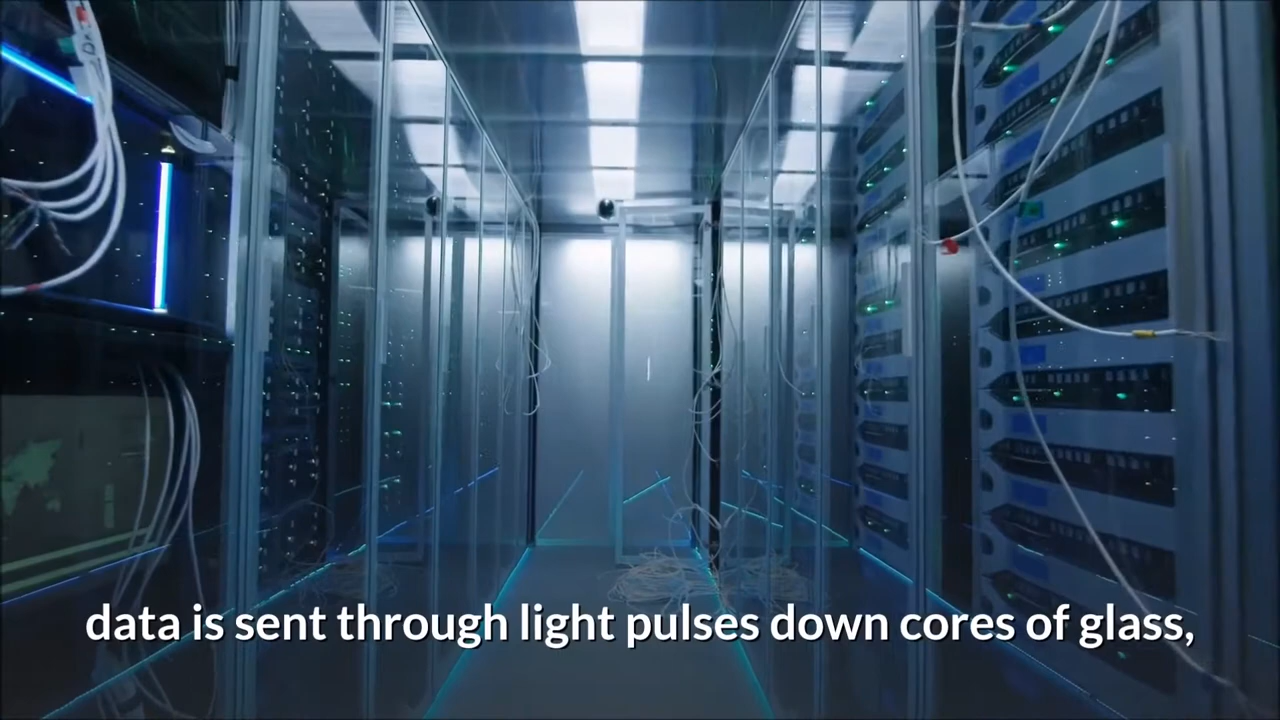 data is sent through light pulses down cores of glass,